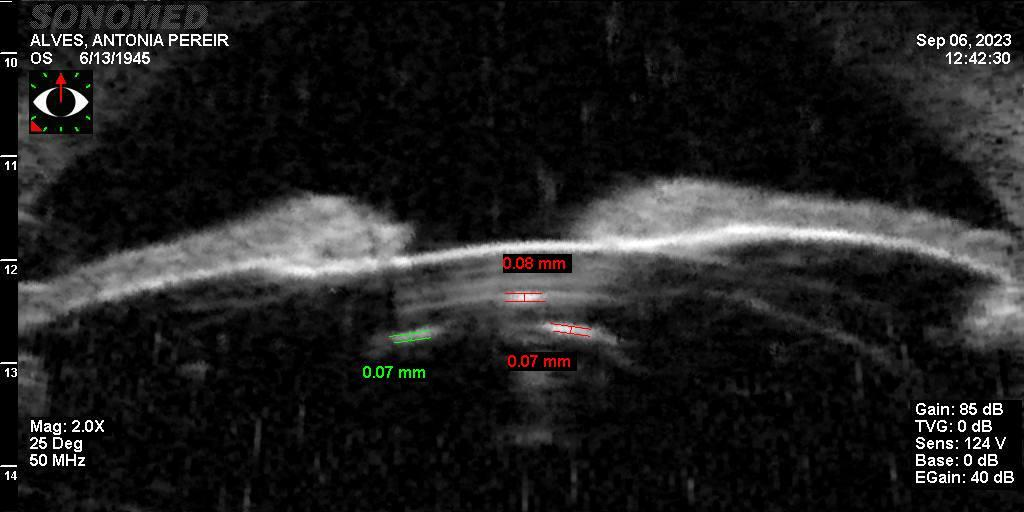 SONOMED
ALVES, ANTONIA PEREIR
OS 6/13/1945
Sep 06, 2023
12:42:30
10
11
12
13
14
0.08 mm
0.07 mm
0.07 mm
Mag: 2.0X
25 Deg
50 MHz
Gain: 85 dB
TVG: 0 dB
Sens: 124 V
Base: 0 dB
EGain: 40 dB